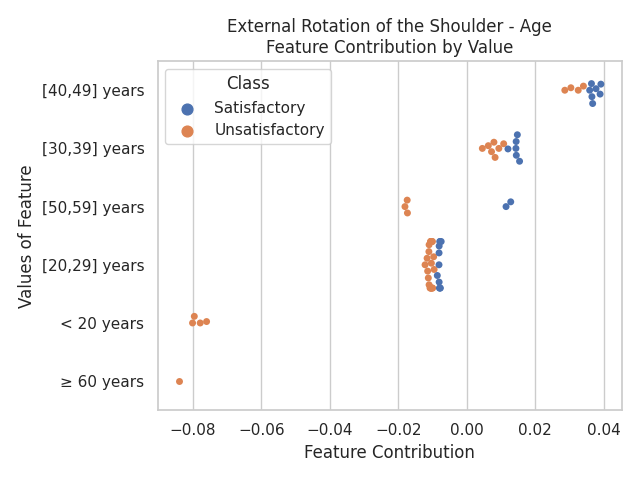 External Rotation of the Shoulder - Age
Feature Contribution by Value
Class
Satisfactory
Unsatisfactory
Values of Feature
[40,49] years
[30,39] years
[50,59] years
[20,29] years
< 20 years
≥ 60 years
−0.08 −0.06 −0.04 −0.02 0.00 0.02 0.04
Feature Contribution